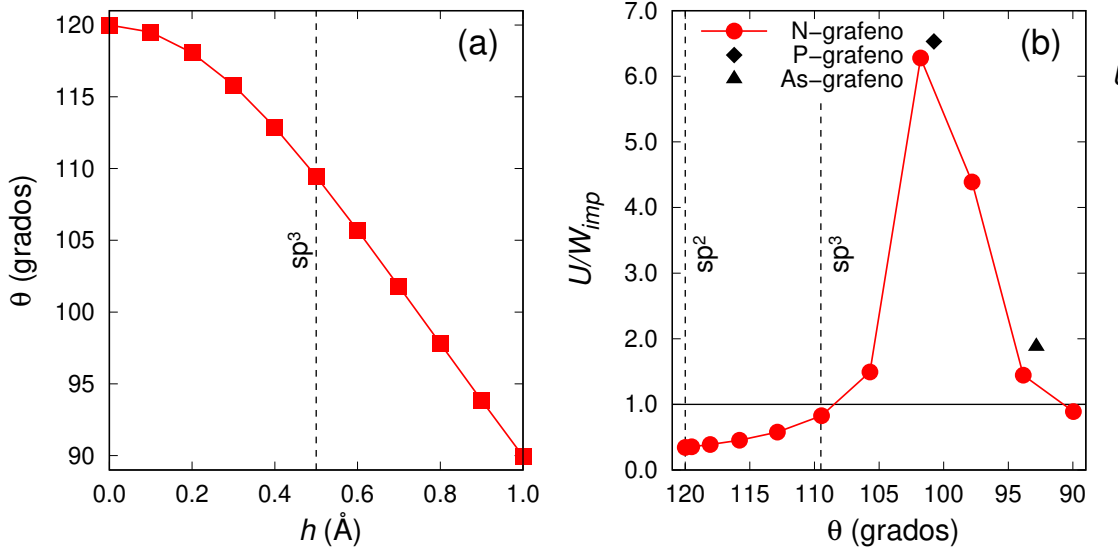 (a)
θ (grados)
120
115
110
105
100
95
90
sp³
0.0 0.2 0.4 0.6 0.8 1.0
h (Å)
(b)
N−grafeno
P−grafeno
As−grafeno
U/W_imp
7.0
6.0
5.0
4.0
3.0
2.0
1.0
0.0
sp²
sp³
120 115 110 105 100 95 90
θ (grados)